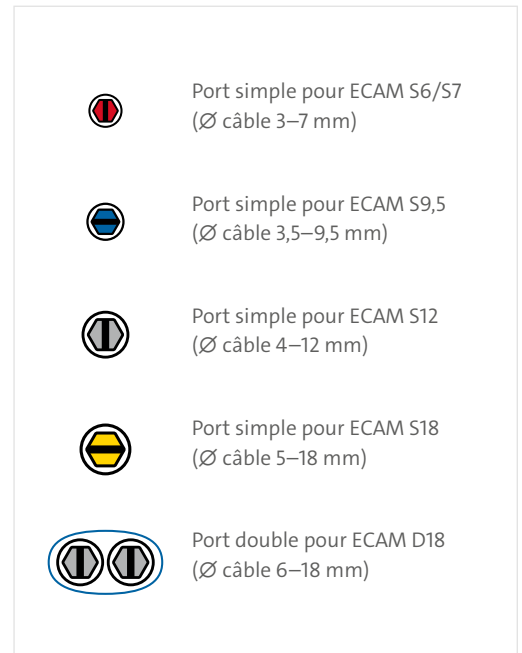 Port simple pour ECAM S6/S7
(Ø câble 3–7 mm)
Port simple pour ECAM S9,5
(Ø câble 3,5–9,5 mm)
Port simple pour ECAM S12
(Ø câble 4–12 mm)
Port simple pour ECAM S18
(Ø câble 5–18 mm)
Port double pour ECAM D18
(Ø câble 6–18 mm)